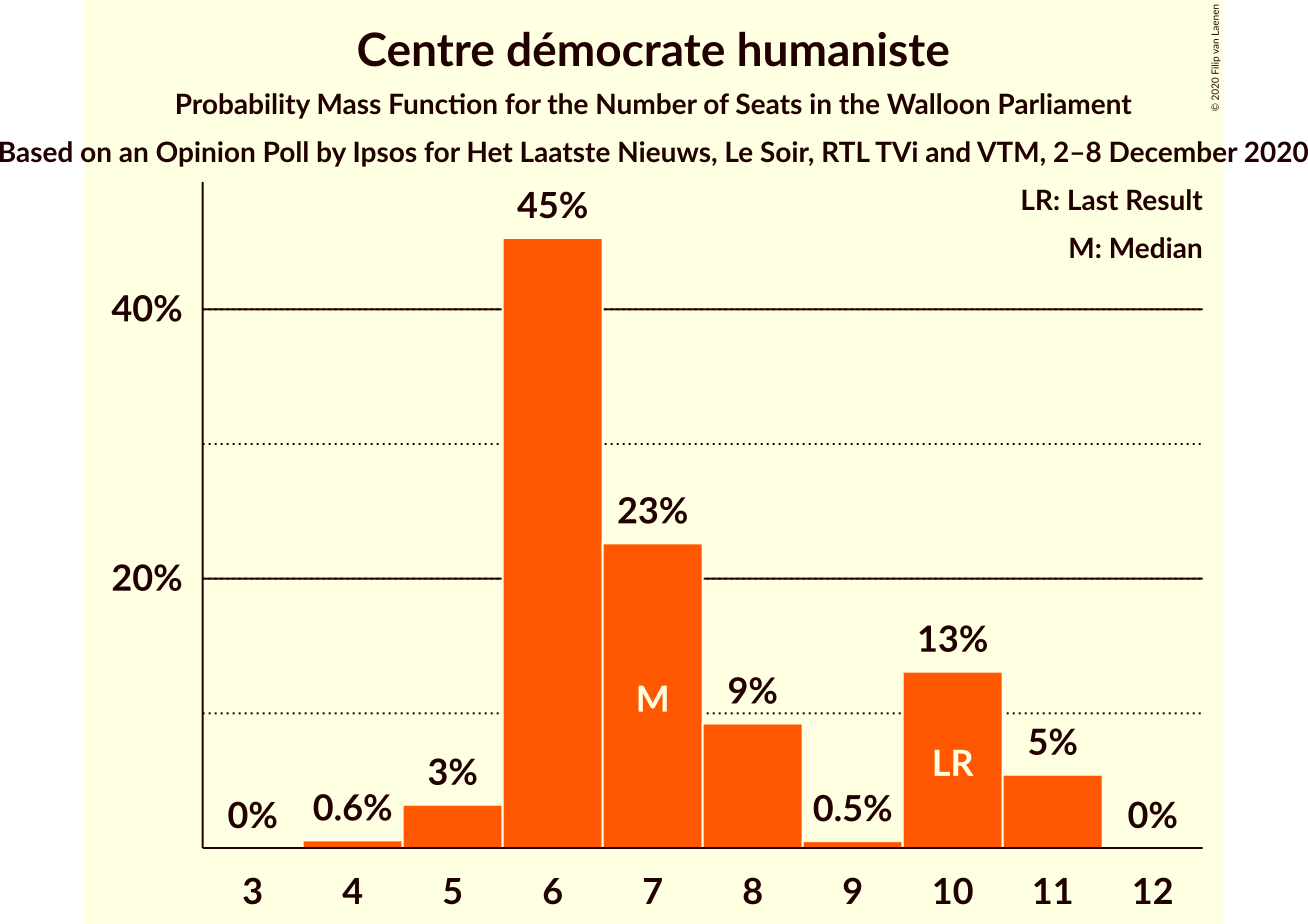 Centre démocrate humaniste
Probability Mass Function for the Number of Seats in the Walloon Parliament
Based on an Opinion Poll by Ipsos for Het Laatste Nieuws, Le Soir, RTL TVi and VTM, 2–8 December 2020
© 2020 Filip van Laenen
LR: Last Result
M: Median
45%
40%
23%
20%
13%
M
9%
LR
5%
3%
0%
0.6%
0.5%
0%
3 4 5 6 7 8 9 10 11 12